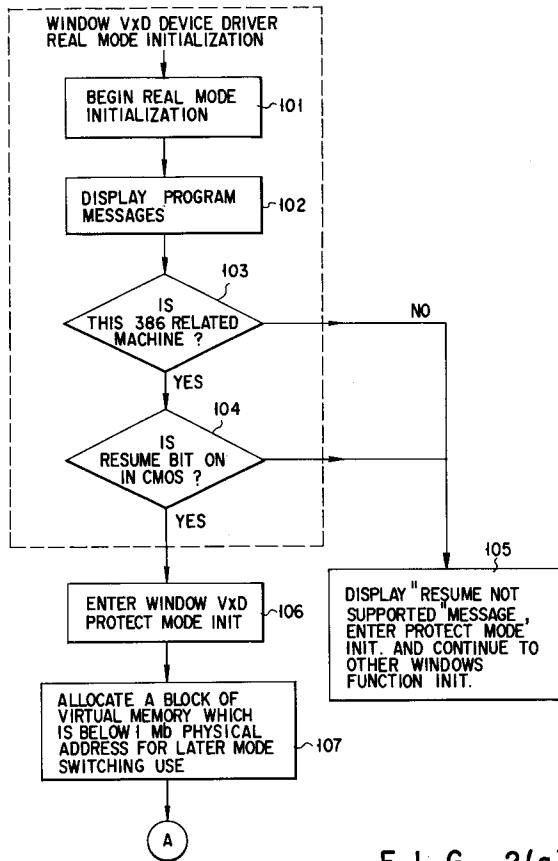 WINDOW VxD DEVICE DRIVER
REAL MODE INITIALIZATION
BEGIN REAL MODE
INITIALIZATION
101
DISPLAY PROGRAM
MESSAGES
102
103
IS
THIS 386 RELATED
MACHINE ?
NO
YES
104
IS
RESUME BIT ON
IN CMOS ?
YES
105
DISPLAY "RESUME NOT
SUPPORTED" MESSAGE,
ENTER PROTECT MODE
INIT. AND CONTINUE TO
OTHER WINDOWS
FUNCTION INIT.
ENTER WINDOW VxD
PROTECT MODE INIT
106
ALLOCATE A BLOCK OF
VIRTUAL MEMORY WHICH
IS BELOW 1 Mb PHYSICAL
ADDRESS FOR LATER MODE
SWITCHING USE
107
A